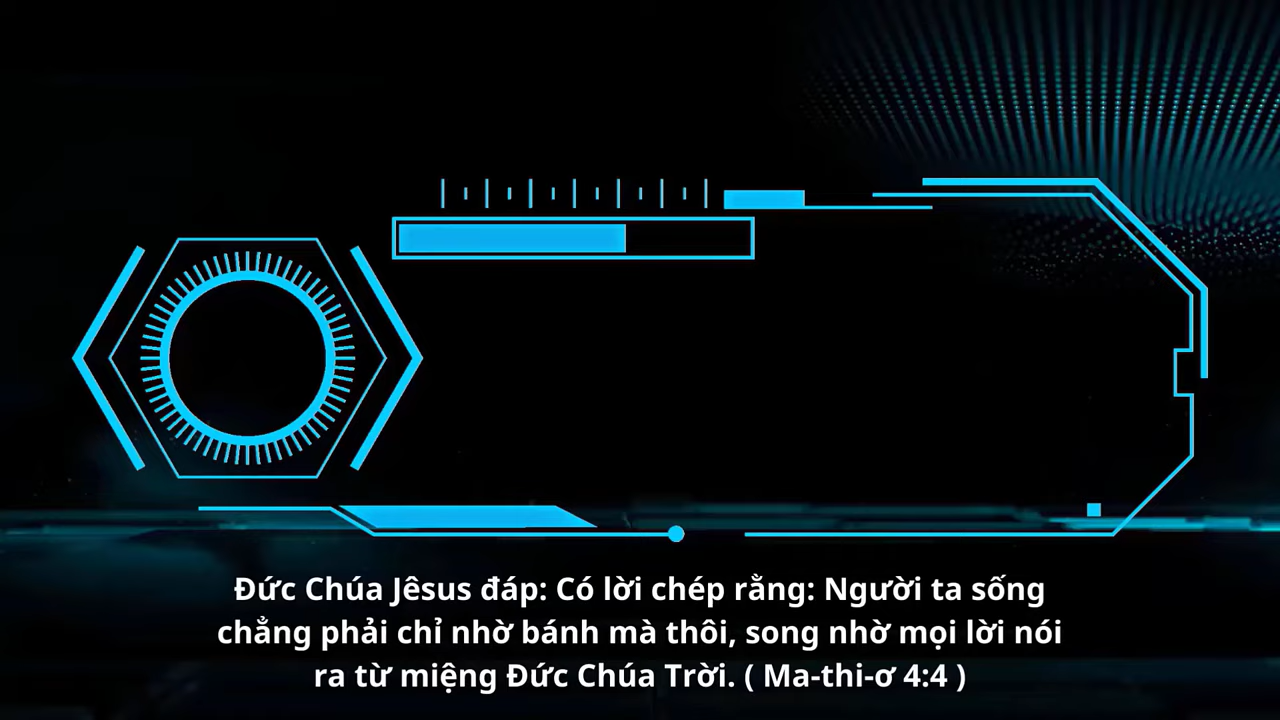 Đức Chúa Jêsus đáp: Có lời chép rằng: Người ta sống
chẳng phải chỉ nhờ bánh mà thôi, song nhờ mọi lời nói
ra từ miệng Đức Chúa Trời. ( Ma-thi-ơ 4:4 )